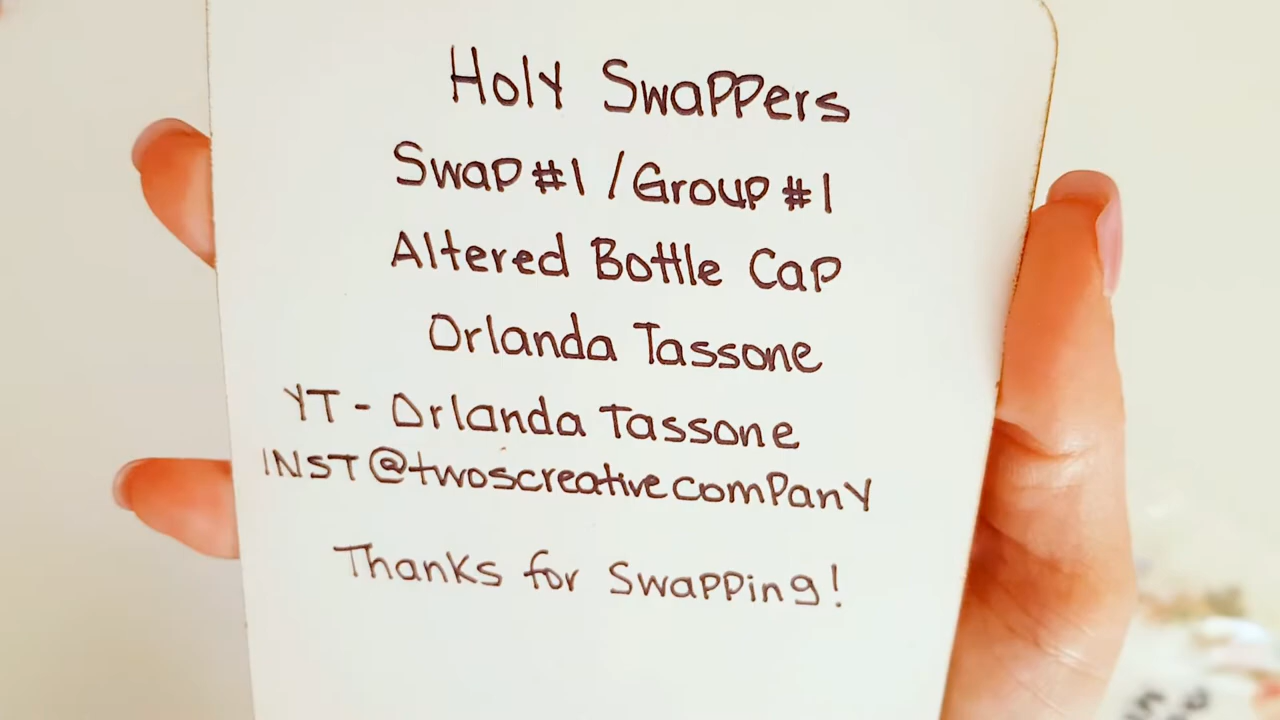 Holy Swappers
Swap #1 / Group #1
Altered Bottle Cap
Orlanda Tassone
YT - Orlanda Tassone
INST @twoscreativecompany
Thanks for Swapping!